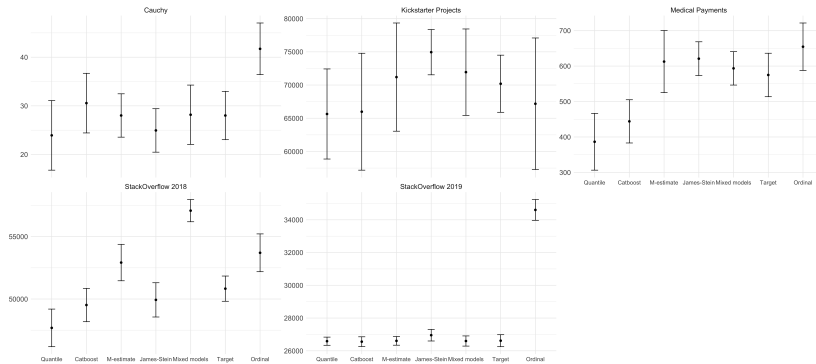 Cauchy
40
30
20
Kickstarter Projects
80000
75000
70000
65000
60000
Medical Payments
700
600
500
400
300
Quantile Catboost M-estimate James-Stein Mixed models Target Ordinal
StackOverflow 2018
55000
50000
Quantile Catboost M-estimate James-Stein Mixed models Target Ordinal
StackOverflow 2019
34000
32000
30000
28000
26000
Quantile Catboost M-estimate James-Stein Mixed models Target Ordinal